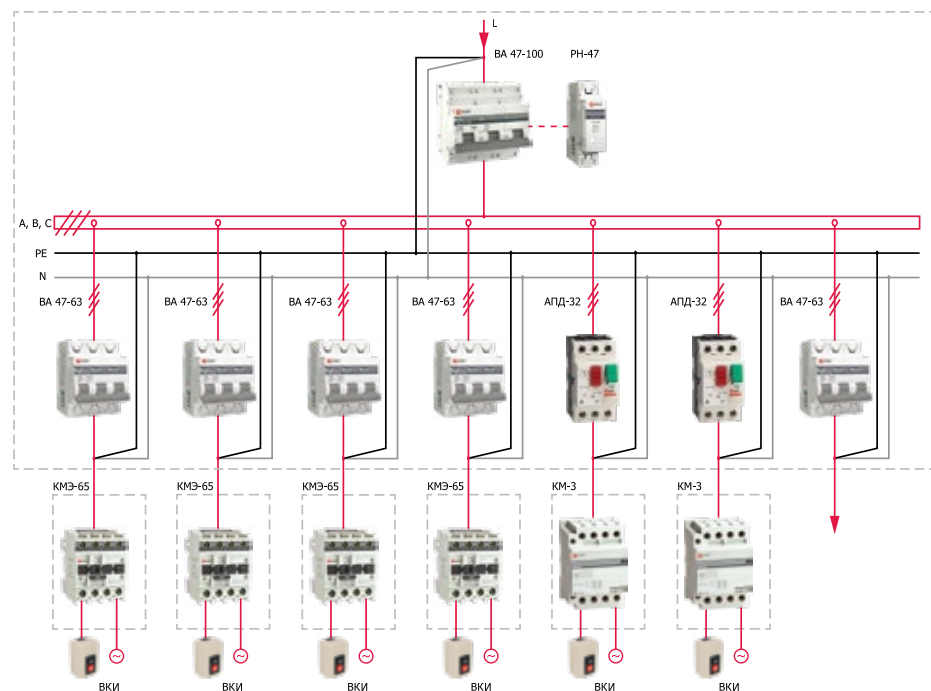 L
ВА 47-100 РН-47
А, В, С
PE
N
ВА 47-63 ВА 47-63 ВА 47-63 ВА 47-63 АПД-32 АПД-32 ВА 47-63
КМЭ-65 КМЭ-65 КМЭ-65 КМЭ-65 КМ-3 КМ-3
ВКИ ВКИ ВКИ ВКИ ВКИ ВКИ